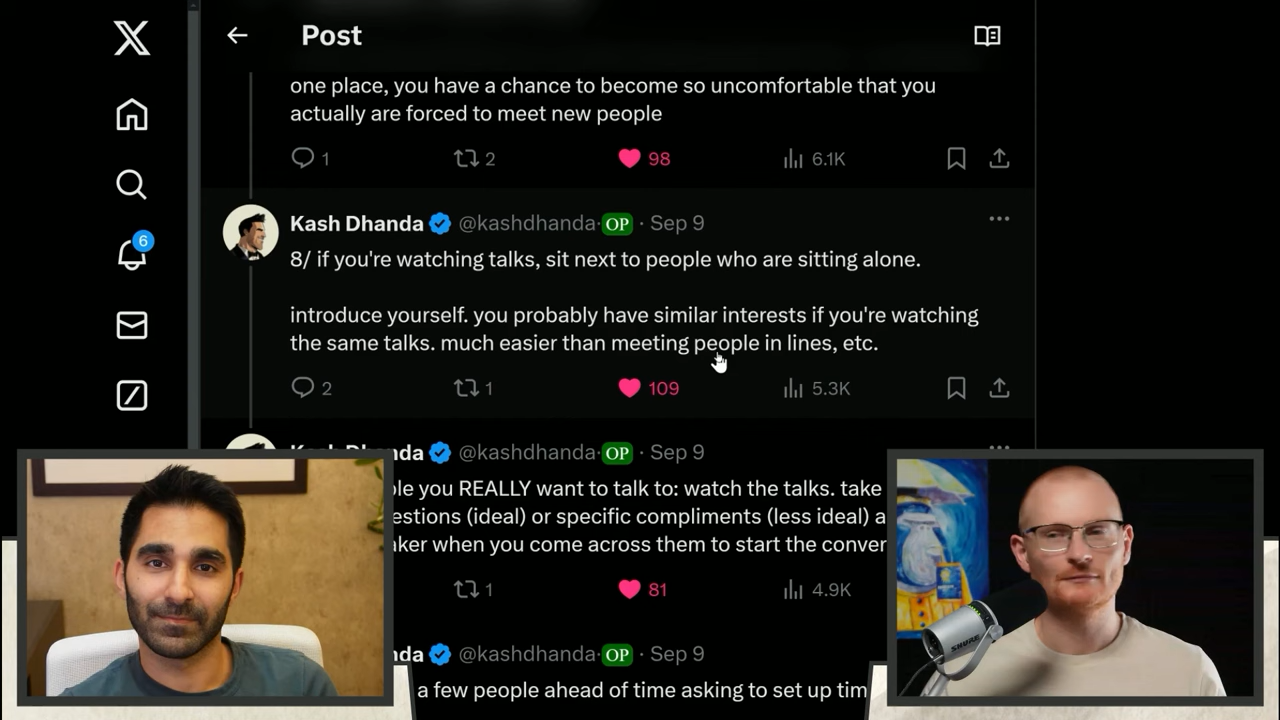 Post
one place, you have a chance to become so uncomfortable that you
actually are forced to meet new people
1 2 98 6.1K
6
Kash Dhanda @kashdhanda· OP · Sep 9
8/ if you're watching talks, sit next to people who are sitting alone.
introduce yourself. you probably have similar interests if you're watching
the same talks. much easier than meeting people in lines, etc.
2 1 109 5.3K
Kash Dhanda @kashdhanda· OP · Sep 9
you REALLY want to talk to: watch the talks. take
(ideal) or specific compliments (less ideal) a
when you come across them to start the conver
1 81 4.9K
@kashdhanda· OP · Sep 9
a few people ahead of time asking to set up tim
SHURE